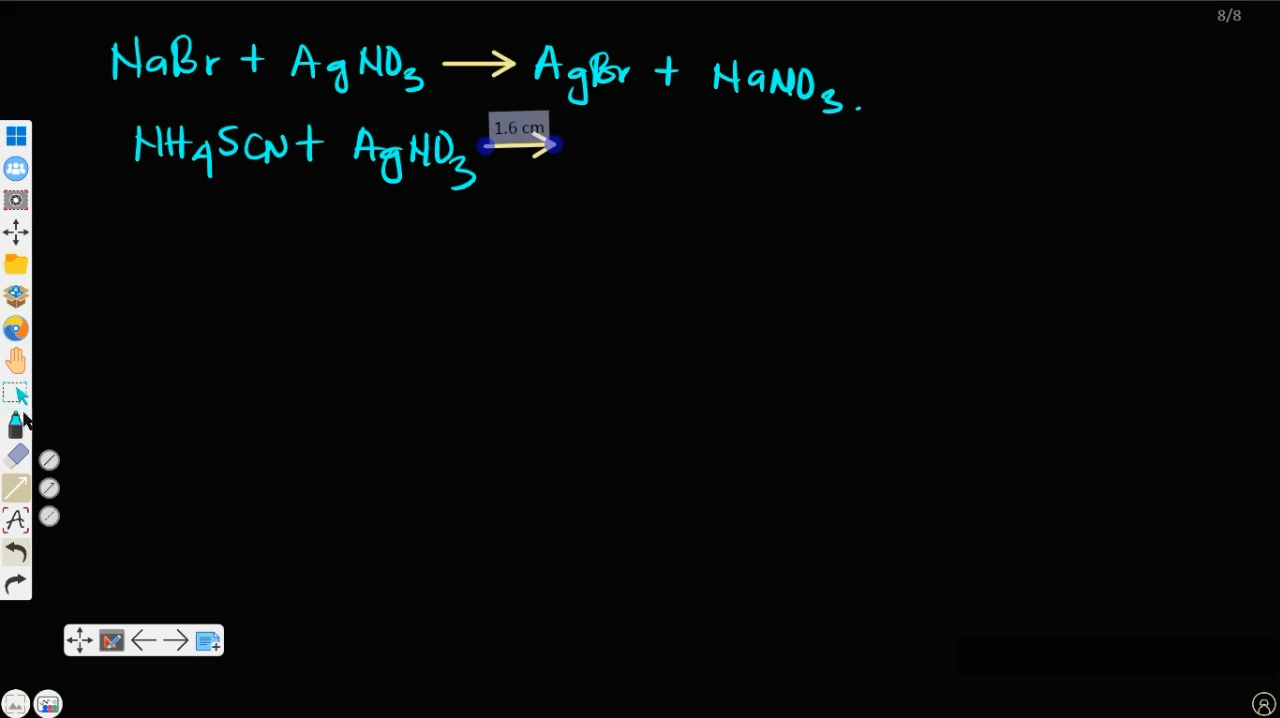 8/8
NaBr + AgNO3 → AgBr + NaNO3.
1.6 cm
NH4SCN + AgNO3 →